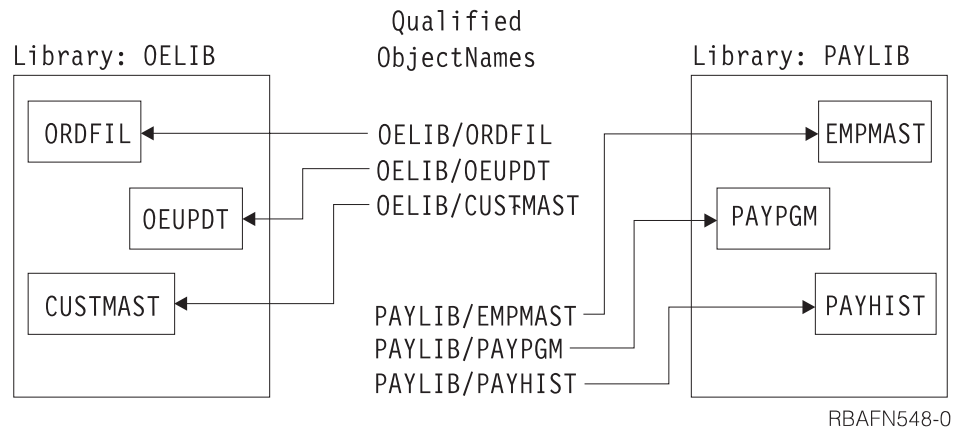 Qualified
ObjectNames
Library: OELIB
Library: PAYLIB
ORDFIL
OEUPDT
CUSTMAST
OELIB/ORDFIL
OELIB/OEUPDT
OELIB/CUSTMAST
PAYLIB/EMPMAST
PAYLIB/PAYPGM
PAYLIB/PAYHIST
EMPMAST
PAYPGM
PAYHIST
RBAFN548-0